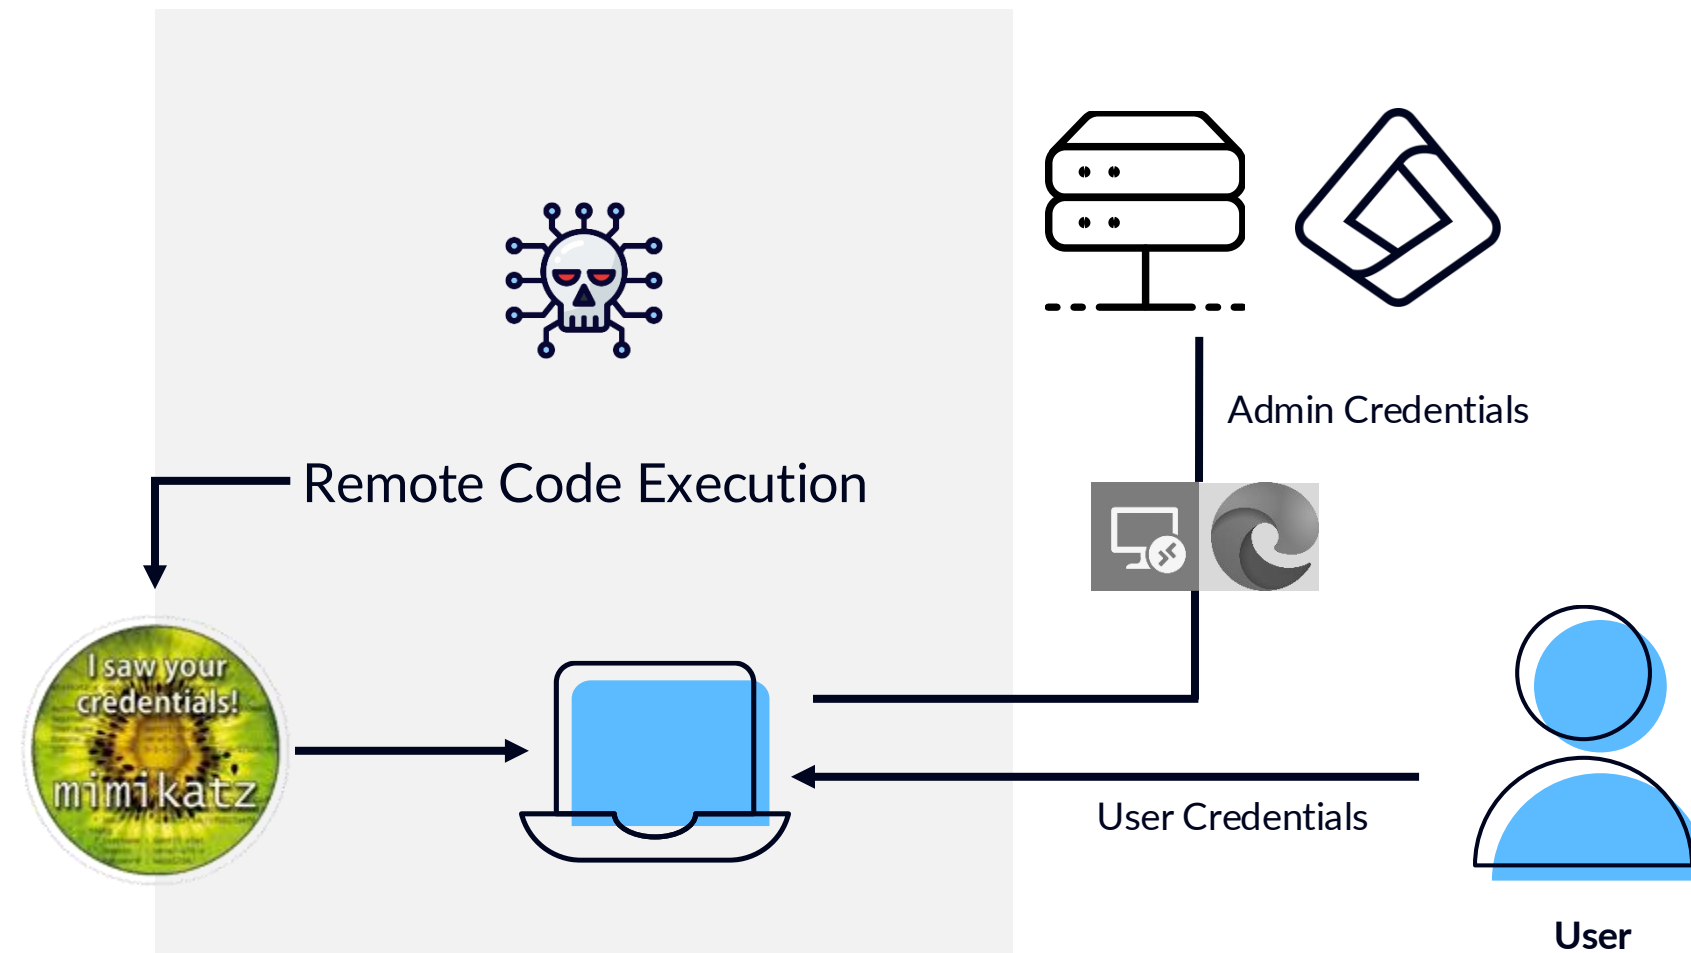 Admin Credentials
Remote Code Execution
I saw your
credentials!
mimikatz
User Credentials
User